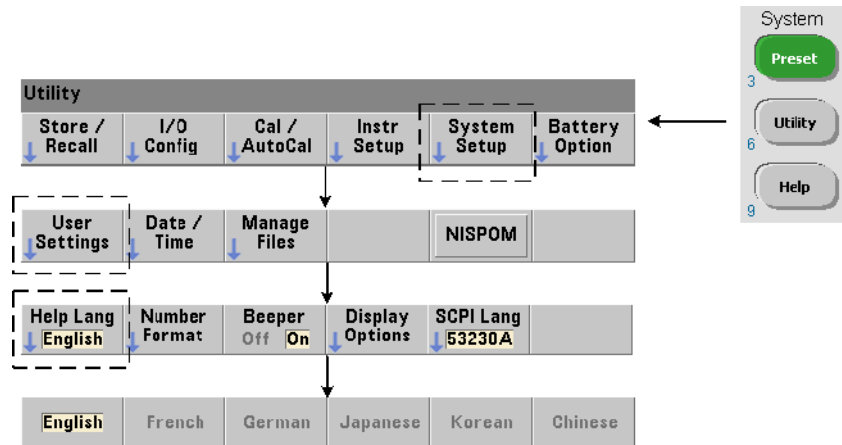 System
Preset
3
Utility
6
Help
9
Utility
Store /
Recall
I/O
Config
Cal /
AutoCal
Instr
Setup
System
Setup
Battery
Option
User
Settings
Date /
Time
Manage
Files
NISPOM
Help Lang
English
Number
Format
Beeper
Off On
Display
Options
SCPI Lang
53230A
English French German Japanese Korean Chinese